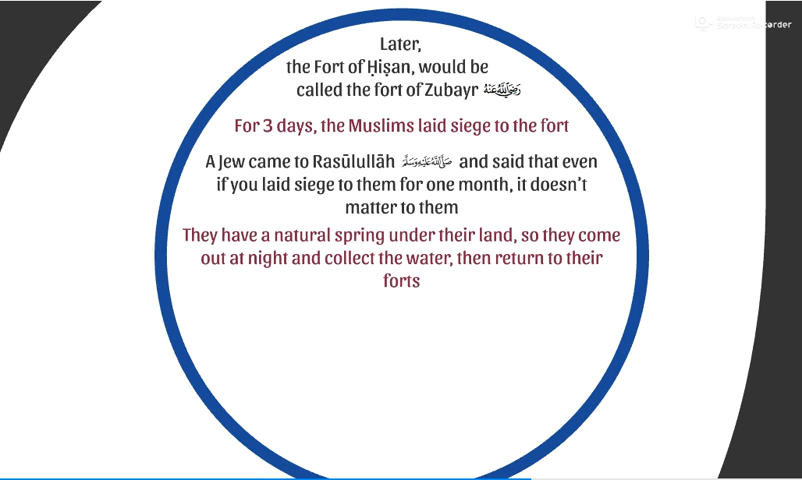 Later,
the Fort of Ḥiṣan, would be
called the fort of Zubayr رَضِيَ اللَّهُ عَنْهُ
For 3 days, the Muslims laid siege to the fort
A Jew came to Rasūlullāh صَلَّى اللَّهُ عَلَيْهِ وَسَلَّمَ and said that even
if you laid siege to them for one month, it doesn't
matter to them
They have a natural spring under their land, so they come
out at night and collect the water, then return to their
forts
Recorder